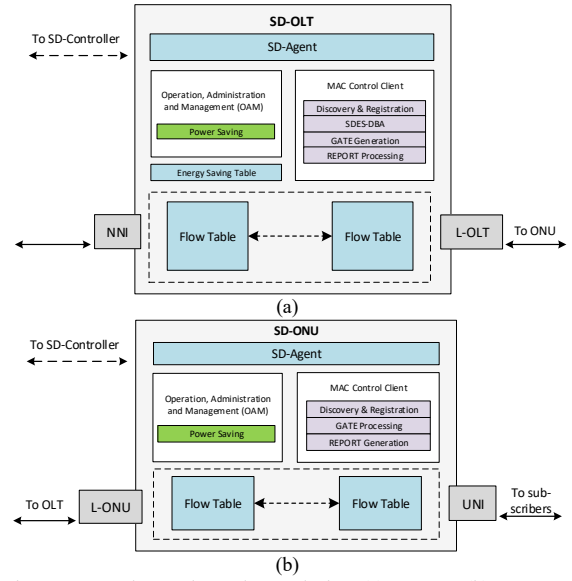 SD-OLT
To SD-Controller
SD-Agent
Operation, Administration
and Management (OAM)
Power Saving
MAC Control Client
Discovery & Registration
SDES-DBA
GATE Generation
REPORT Processing
Energy Saving Table
NNI
Flow Table
Flow Table
L-OLT
To ONU
(a)
SD-ONU
To SD-Controller
SD-Agent
Operation, Administration
and Management (OAM)
Power Saving
MAC Control Client
Discovery & Registration
GATE Processing
REPORT Generation
To OLT
L-ONU
Flow Table
Flow Table
UNI
To sub-
scribers
(b)